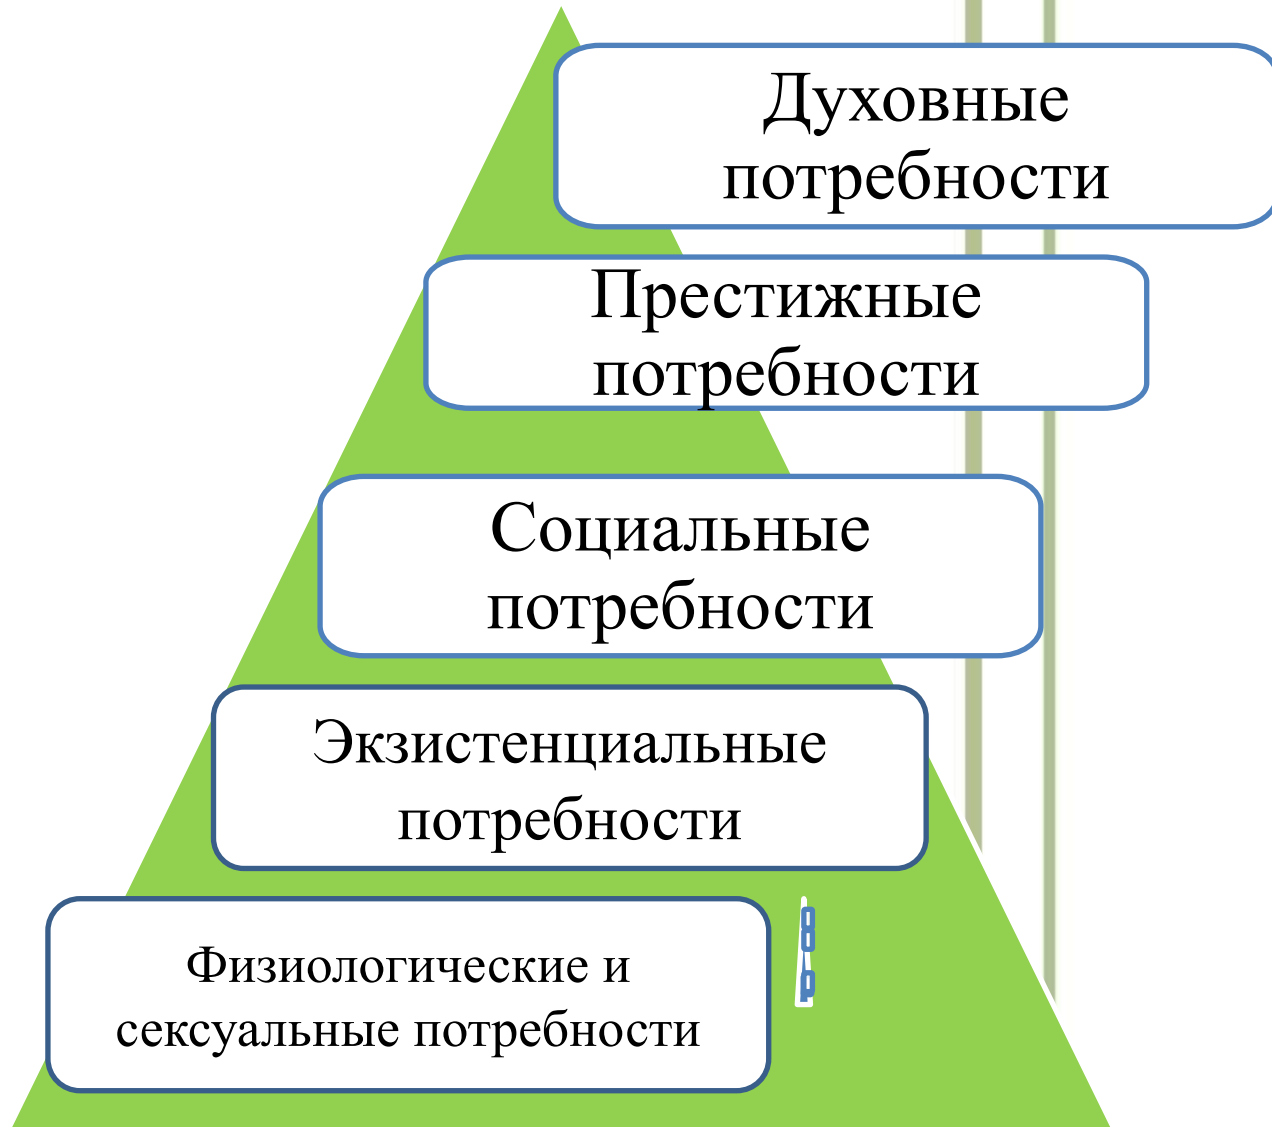 Духовные
потребности
Престижные
потребности
Социальные
потребности
Экзистенциальные
потребности
Физиологические и
сексуальные потребности